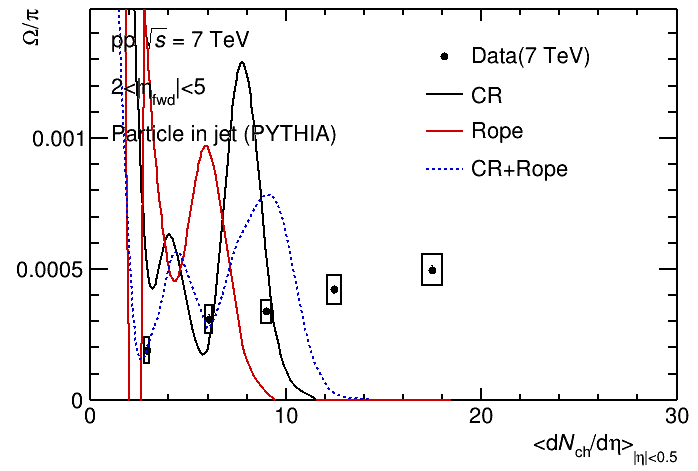 Ω/π
pp √s = 7 TeV
2<|η_fwd|<5
Particle in jet (PYTHIA)
Data(7 TeV)
CR
Rope
CR+Rope
0.001
0.0005
0
0 10 20 30
<dN_ch/dη>_|η|<0.5